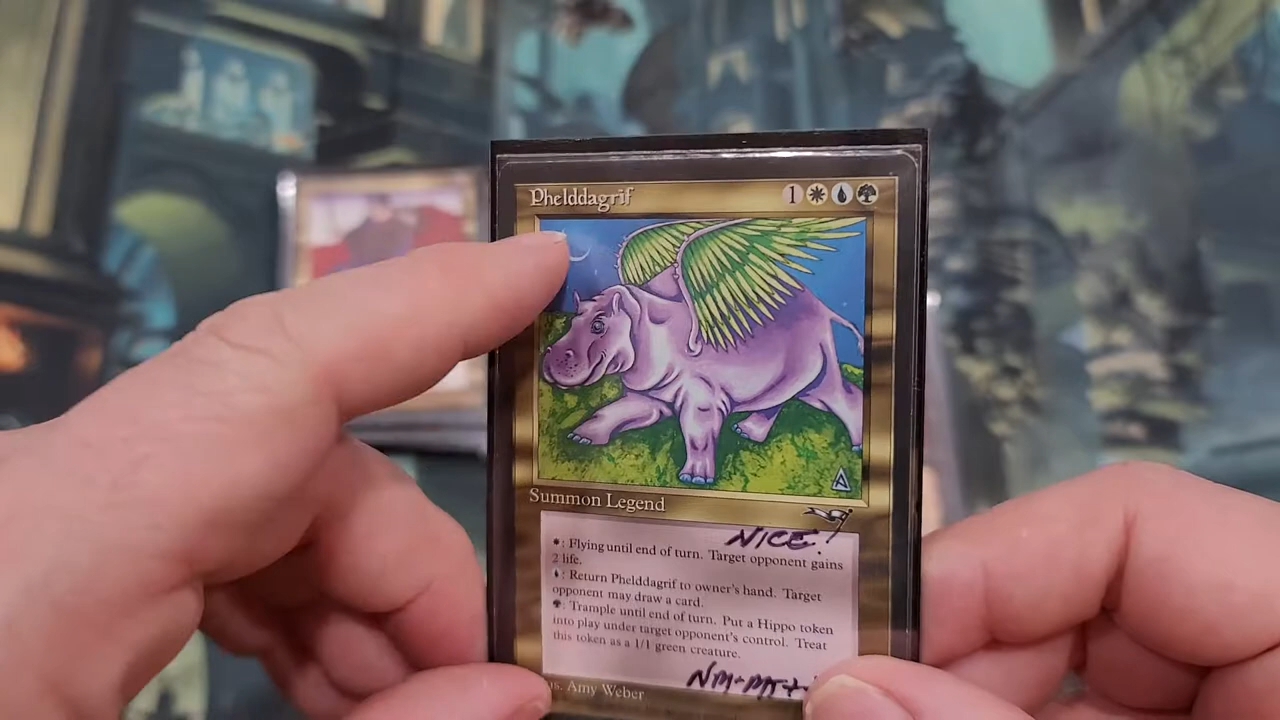 Phelddagrif 1
Summon Legend
NICE!
: Flying until end of turn. Target opponent gains
2 life.
: Return Phelddagrif to owner's hand. Target
opponent may draw a card.
: Trample until end of turn. Put a Hippo token
into play under target opponent's control. Treat
this token as a 1/1 green creature.
NM-MT+
Amy Weber